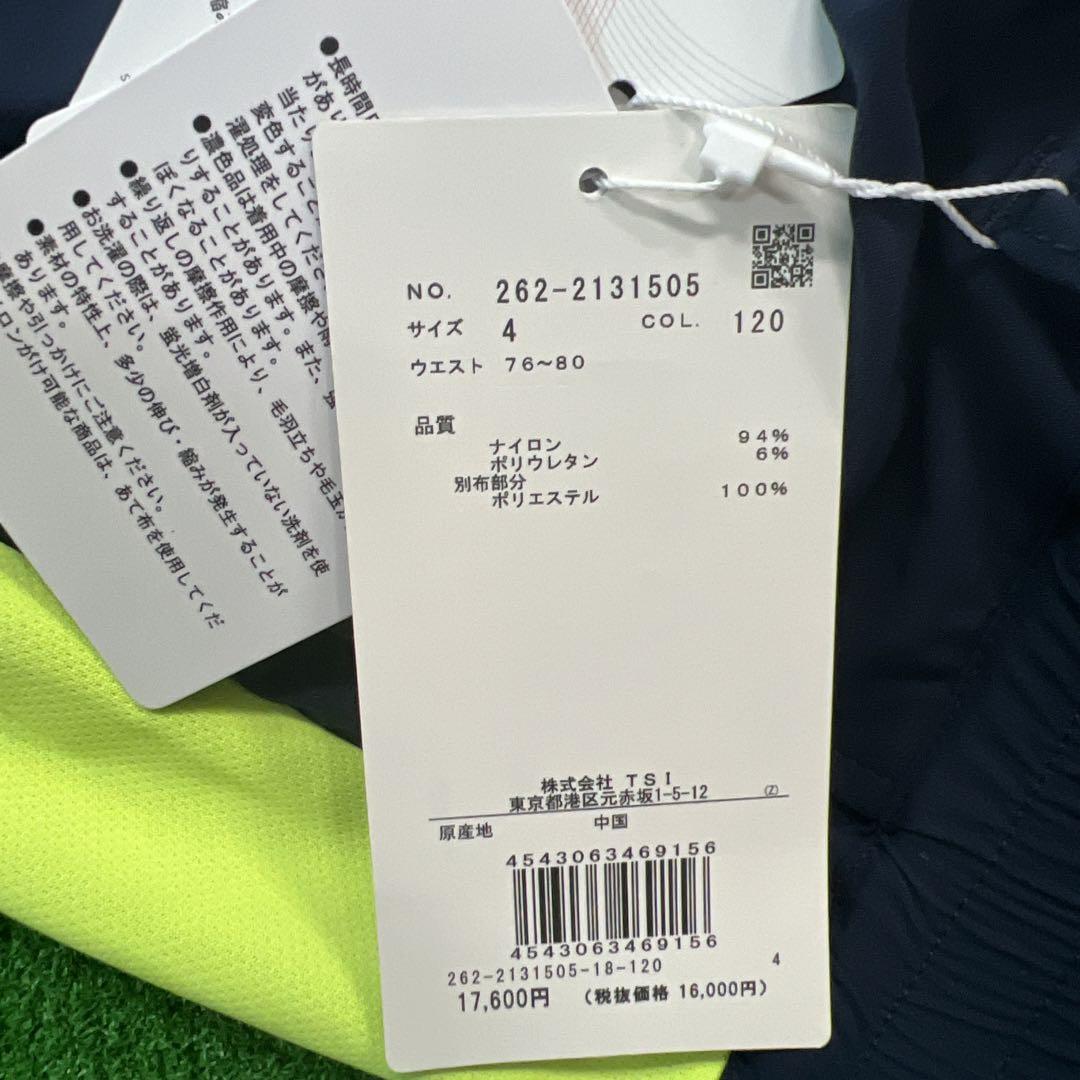 NO. 262-2131505
サイズ 4 COL. 120
ウエスト 76~80
品質
ナイロン 94%
ポリウレタン 6%
別布部分
ポリエステル 100%
株式会社 TSI
東京都港区元赤坂1-5-12 (Z)
原産地 中国
4543063469156
4543063469156
262-2131505-18-120 4
17,600円 (税抜価格 16,000円)
●長時間
があり
当たり
変色すること
濯処理をしてくださ
●濃色品は着用中の摩擦や
りすることがあります。また、
ぽくなることがあります。
●繰り返しの摩擦作用により、毛羽立ちや毛玉が
することがあります。
●お洗濯の際は、蛍光増白剤が入っていない洗剤を使
用してください。
●素材の特性上、多少の伸び・縮みが発生することが
あります。
摩擦や引っかけにご注意ください。
ロンがけ可能な商品は、あて布を使用してくだ